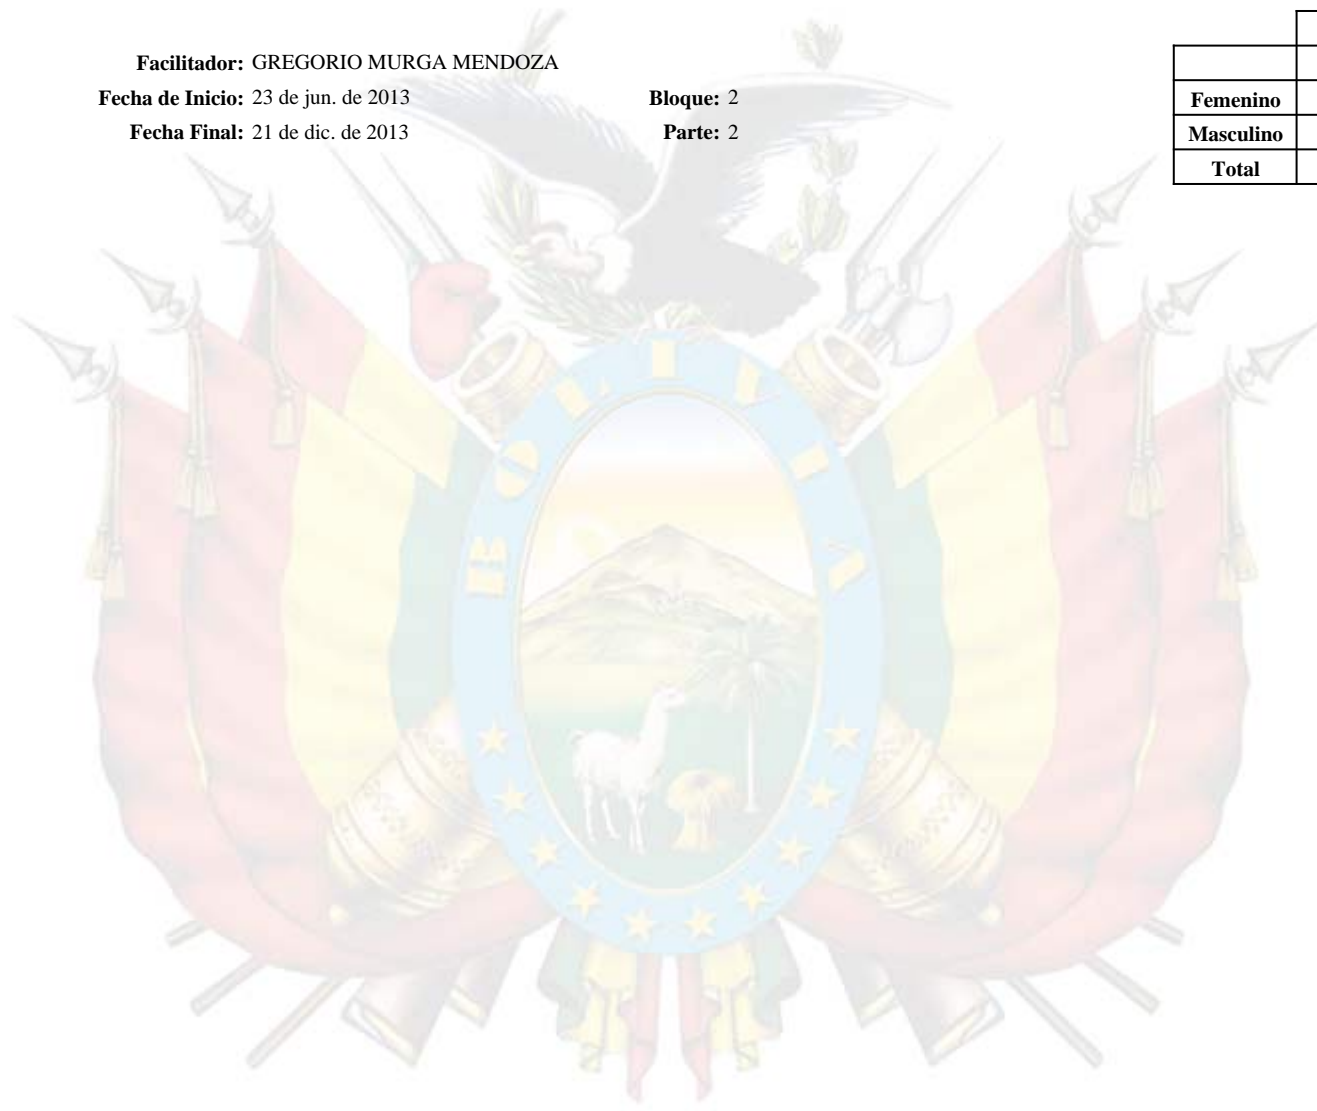 Facilitador: GREGORIO MURGA MENDOZA
Fecha de Inicio: 23 de jun. de 2013 Bloque: 2
Fecha Final: 21 de dic. de 2013 Parte: 2
Femenino
Masculino
Total
BOLIVIA